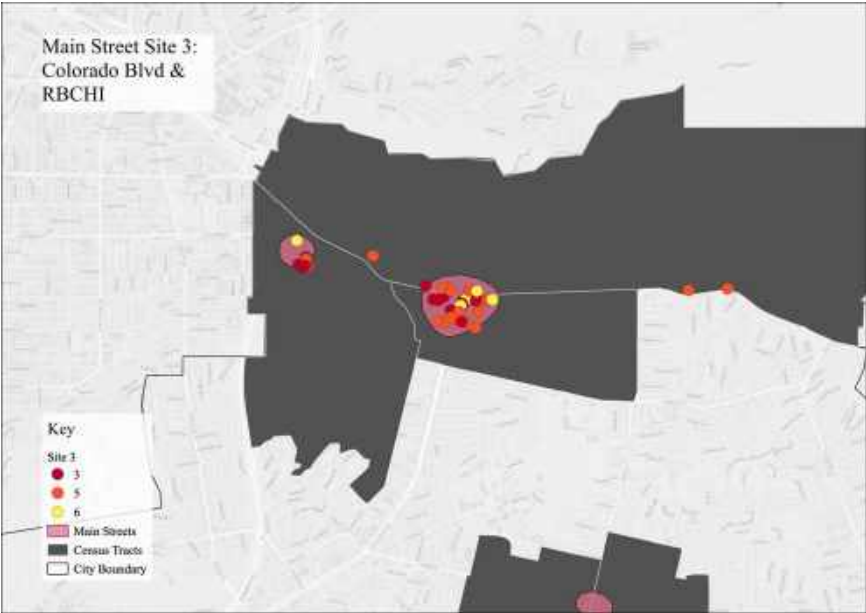 Main Street Site 3:
Colorado Blvd &
RBCHI
Key
Site 3
3
5
6
Main Streets
Census Tracts
City Boundary